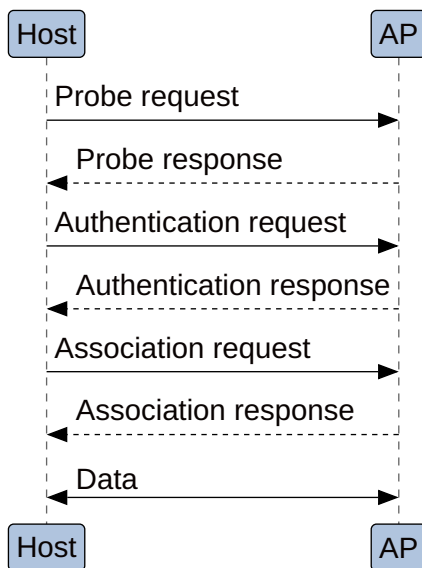 Host AP
Probe request
Probe response
Authentication request
Authentication response
Association request
Association response
Data
Host AP